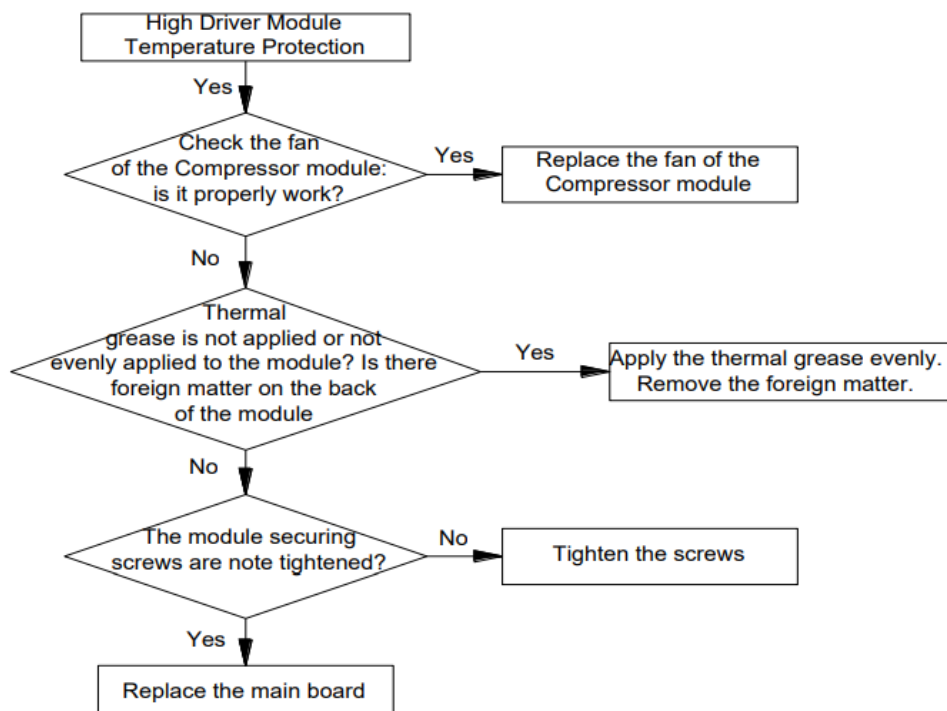 High Driver Module
Temperature Protection
Yes
Check the fan
of the Compressor module:
is it properly work?
Yes
Replace the fan of the
Compressor module
No
Thermal
grease is not applied or not
evenly applied to the module? Is there
foreign matter on the back
of the module
Yes
Apply the thermal grease evenly.
Remove the foreign matter.
No
The module securing
screws are note tightened?
No
Tighten the screws
Yes
Replace the main board